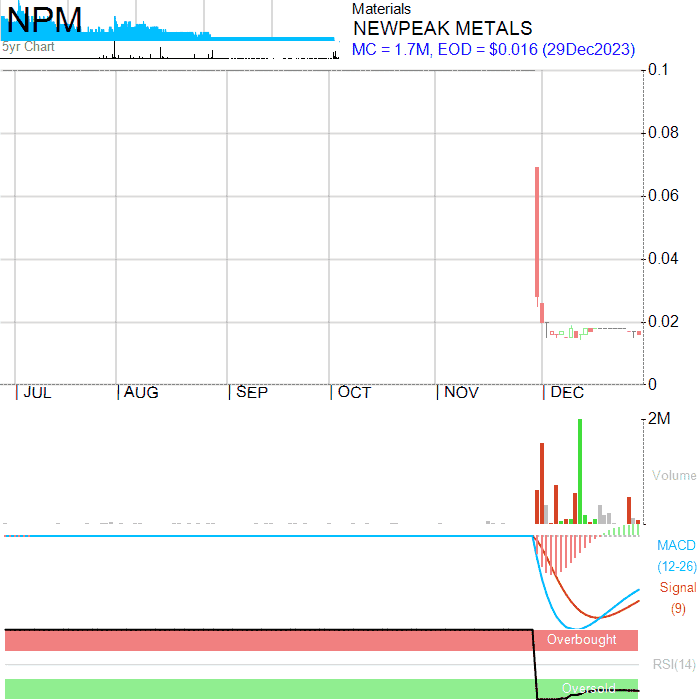 NPM
5yr Chart
Materials
NEWPEAK METALS
MC = 1.7M, EOD = $0.016 (29Dec2023)
0.1
0.08
0.06
0.04
0.02
0
JUL
AUG
SEP
OCT
NOV
DEC
2M
Volume
MACD
(12-26)
Signal
(9)
Overbought
RSI(14)
Oversold